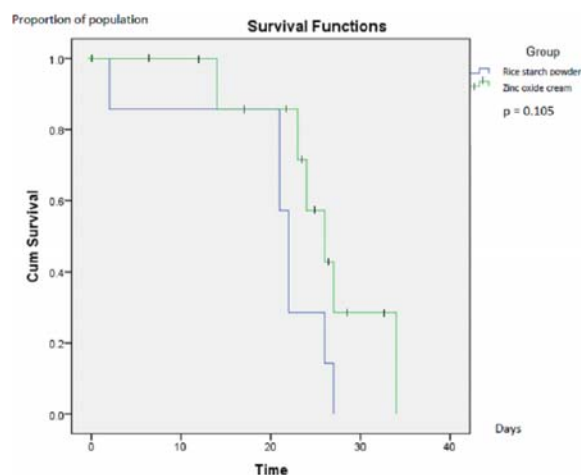 Proportion of population
Survival Functions
Group
Rice starch powder
Zinc oxide cream
p = 0.105
1.0
0.8
0.6
0.4
0.2
0.0
Cum Survival
0 10 20 30 40
Days
Time